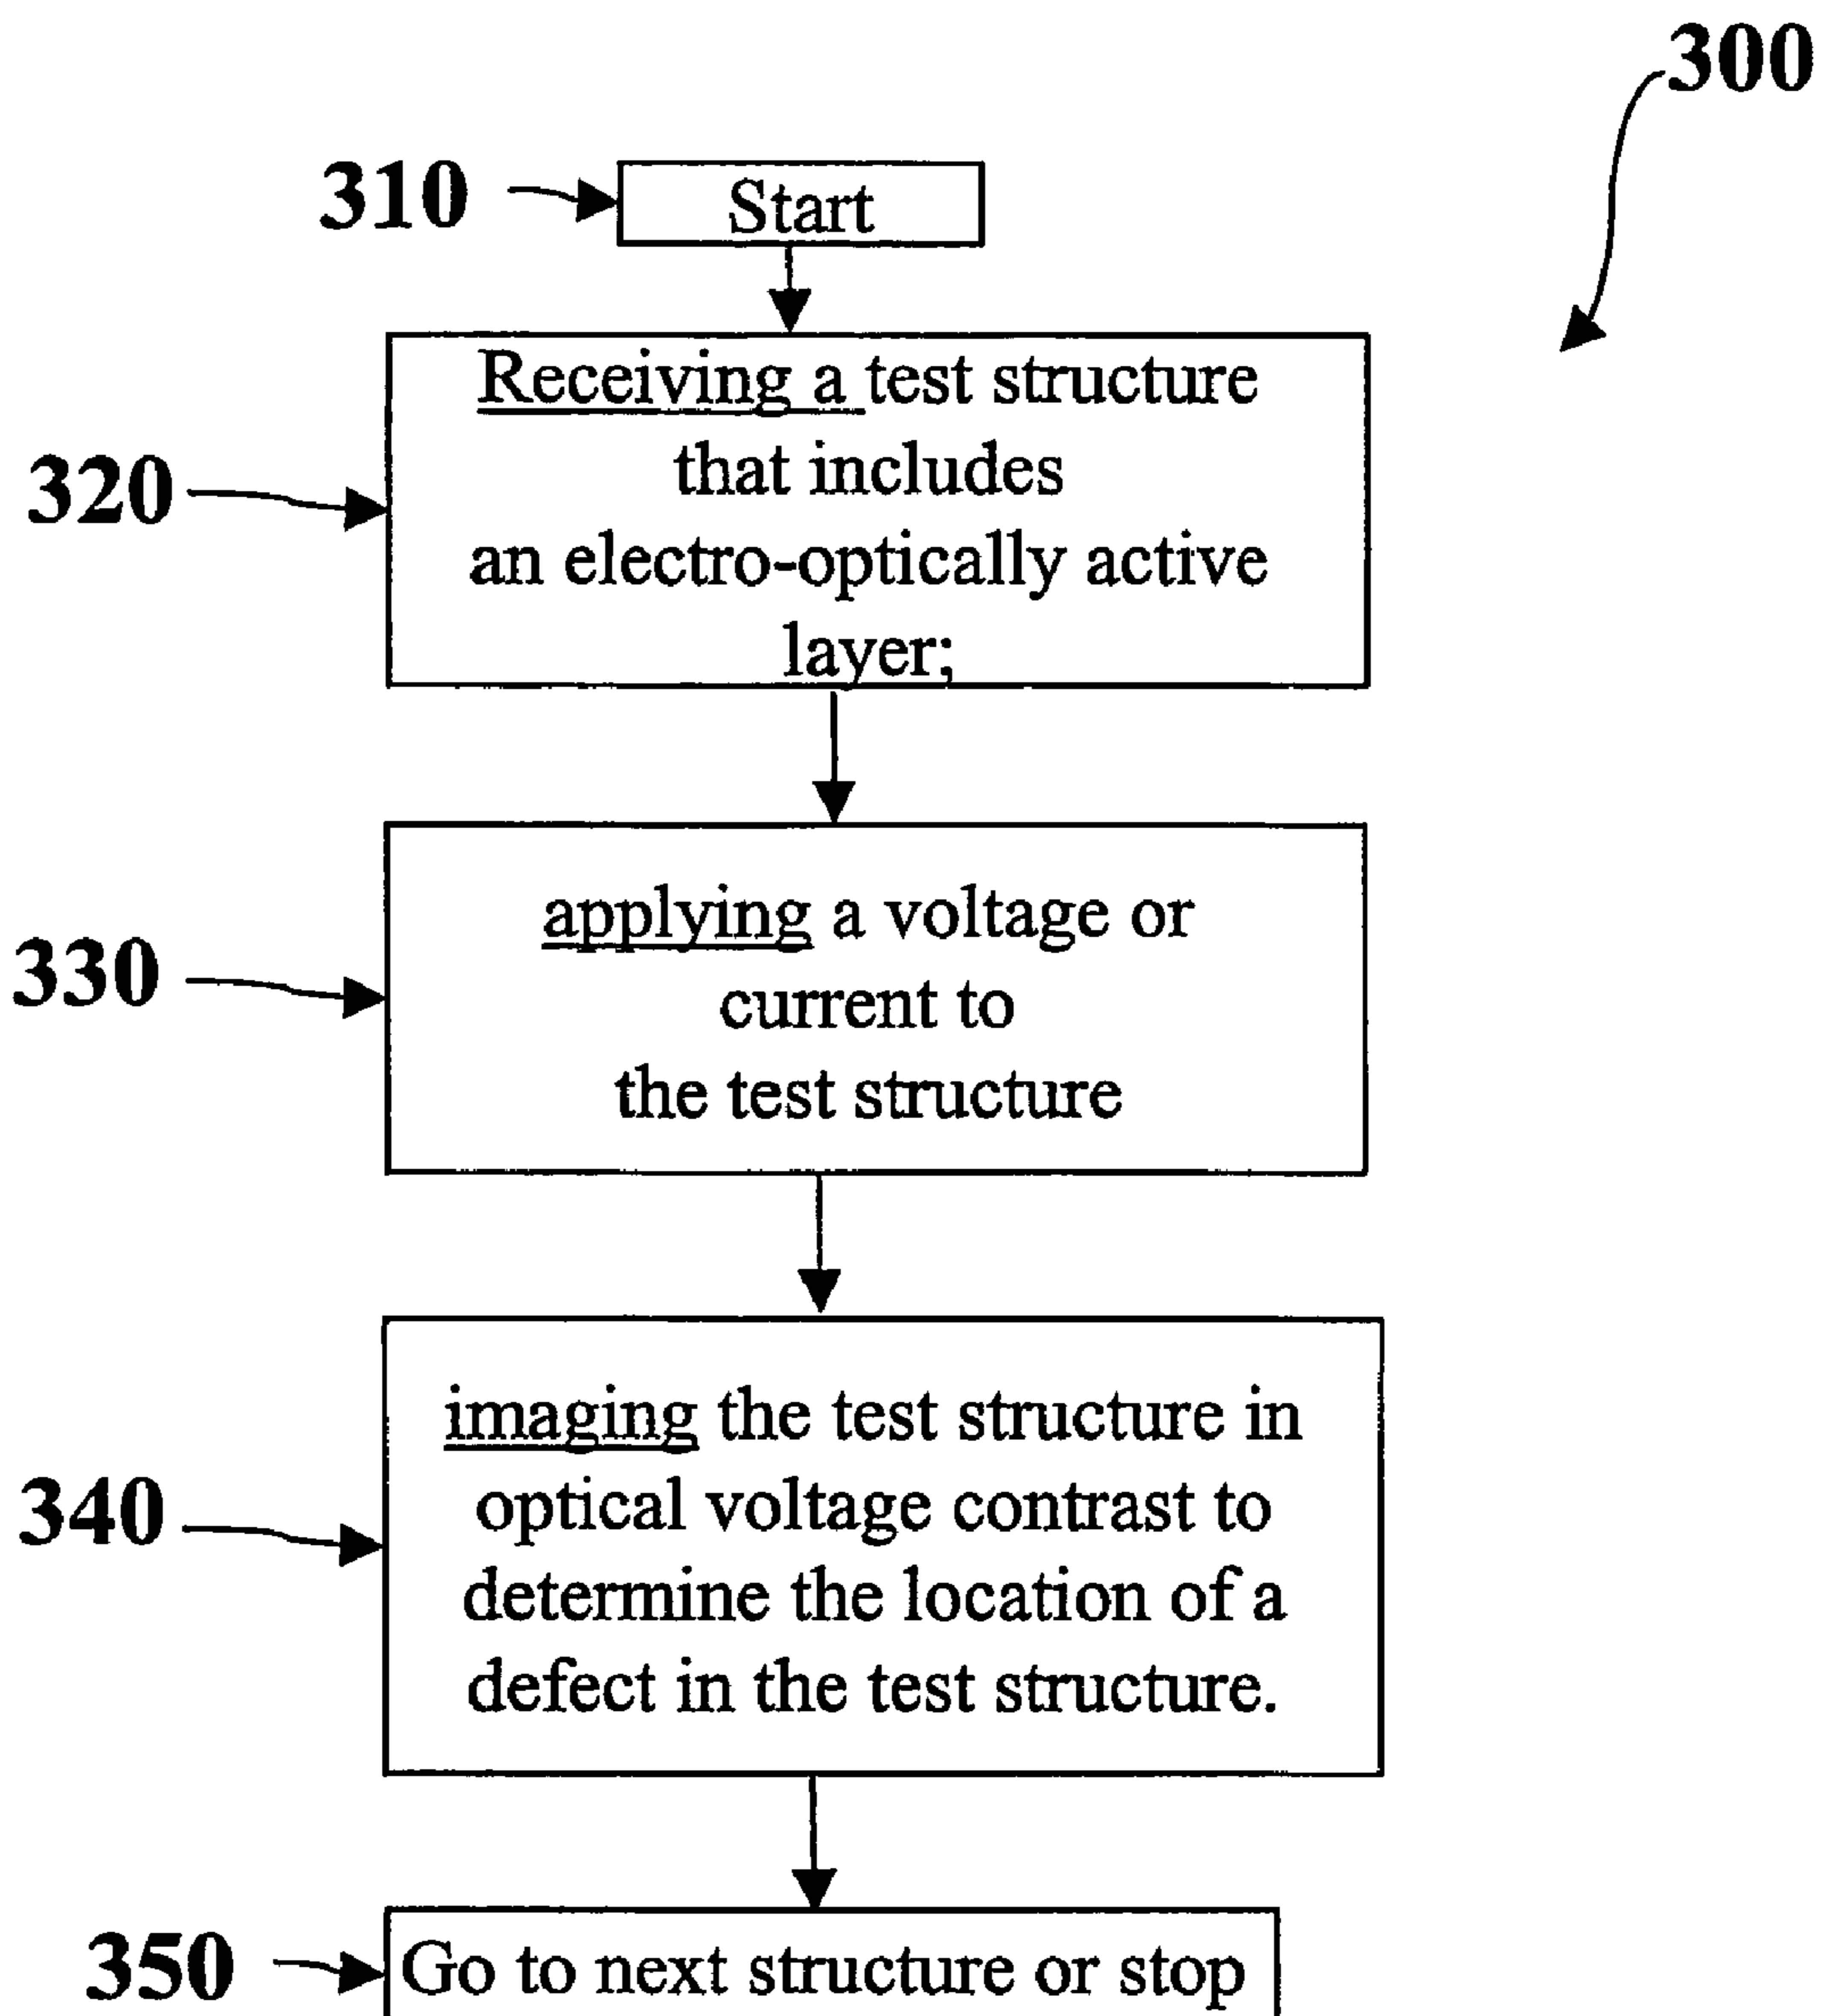 300
310
Start
Receiving a test structure
that includes
an electro-optically active
layer;
320
applying a voltage or
current to
the test structure
330
imaging the test structure in
optical voltage contrast to
determine the location of a
defect in the test structure.
340
350
Go to next structure or stop